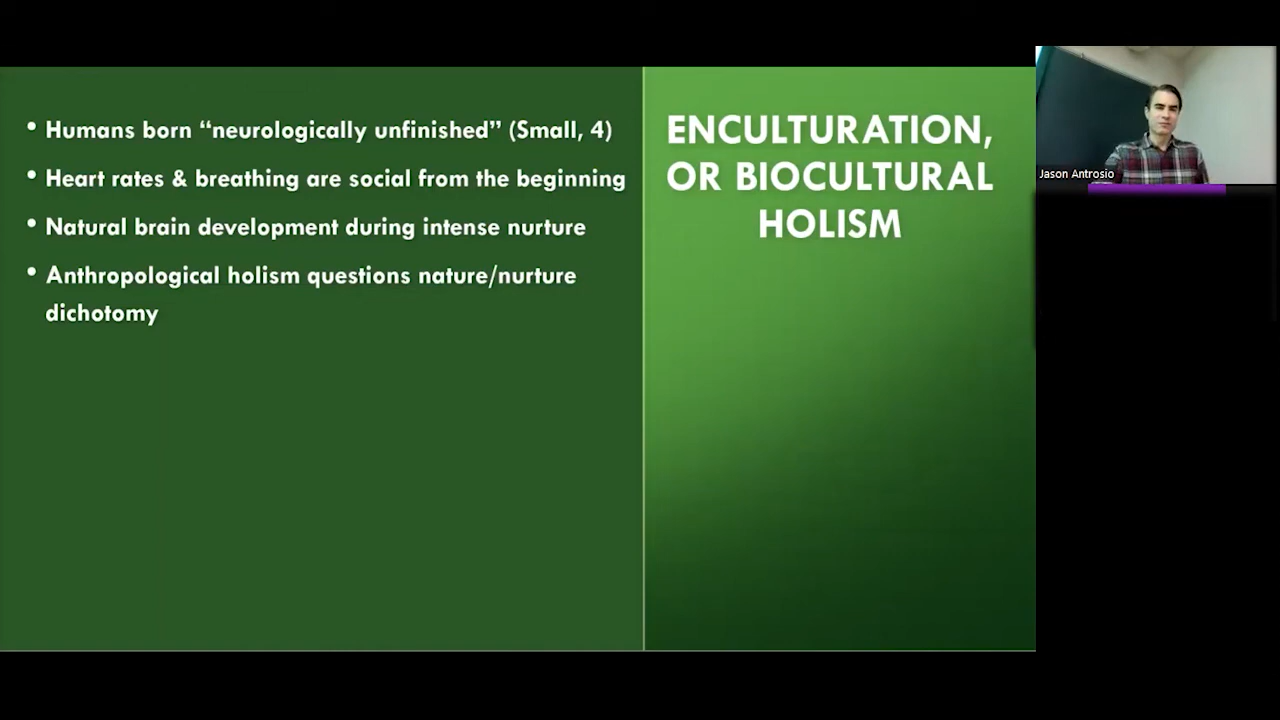 • Humans born “neurologically unfinished” (Small, 4)
• Heart rates & breathing are social from the beginning
• Natural brain development during intense nurture
• Anthropological holism questions nature/nurture
dichotomy
ENCULTURATION,
OR BIOCULTURAL
HOLISM
Jason Antrosio